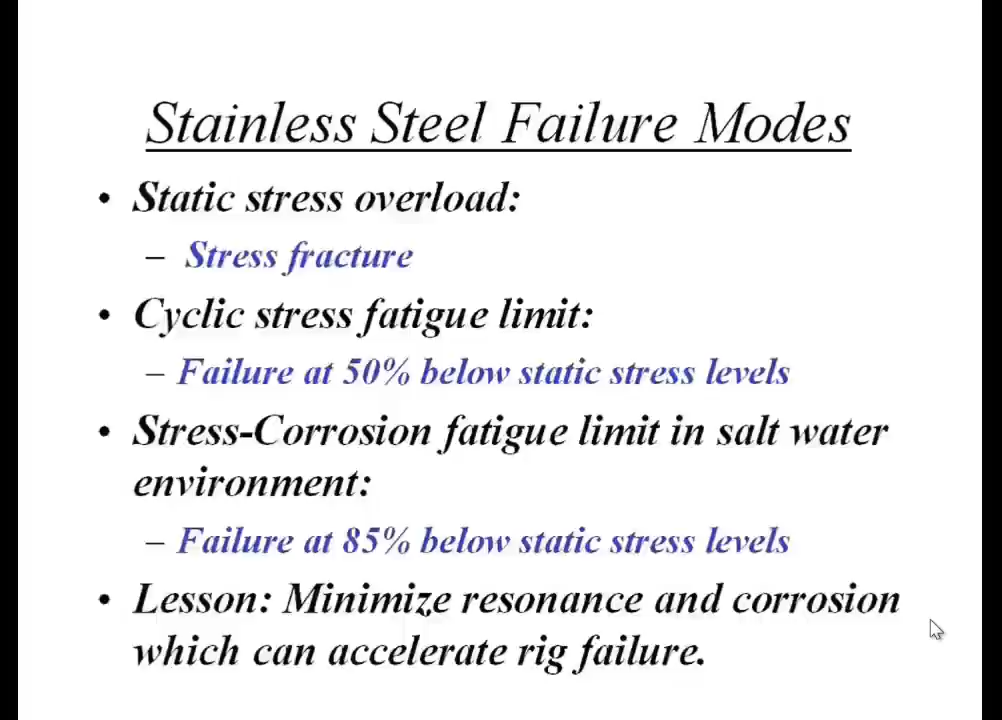 Stainless Steel Failure Modes
• Static stress overload:
– Stress fracture
• Cyclic stress fatigue limit:
– Failure at 50% below static stress levels
• Stress-Corrosion fatigue limit in salt water
environment:
– Failure at 85% below static stress levels
• Lesson: Minimize resonance and corrosion
which can accelerate rig failure.